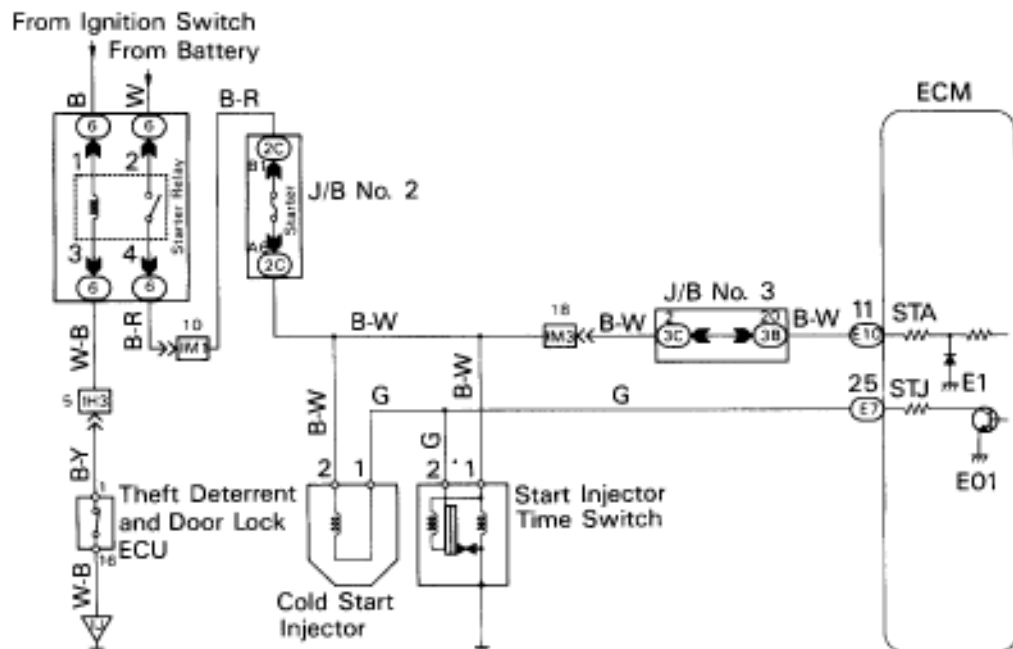 From Ignition Switch
From Battery
B
W
B-R
ECM
6
6
2C
1
2
B1
J/B No. 2
Starter Relay
Starter
3
4
A6
2C
6
6
J/B No. 3
18
2
20
11
STA
10
B-W
B-W
B-W
IM3
3C
3B
E10
W-B
B-R
IM1
E1
25
STJ
5
IH3
G
G
E7
B-W
B-W
G
B-Y
2
1
2
1
E01
1
Theft Deterrent
and Door Lock
ECU
Start Injector
Time Switch
16
W-B
Cold Start
Injector